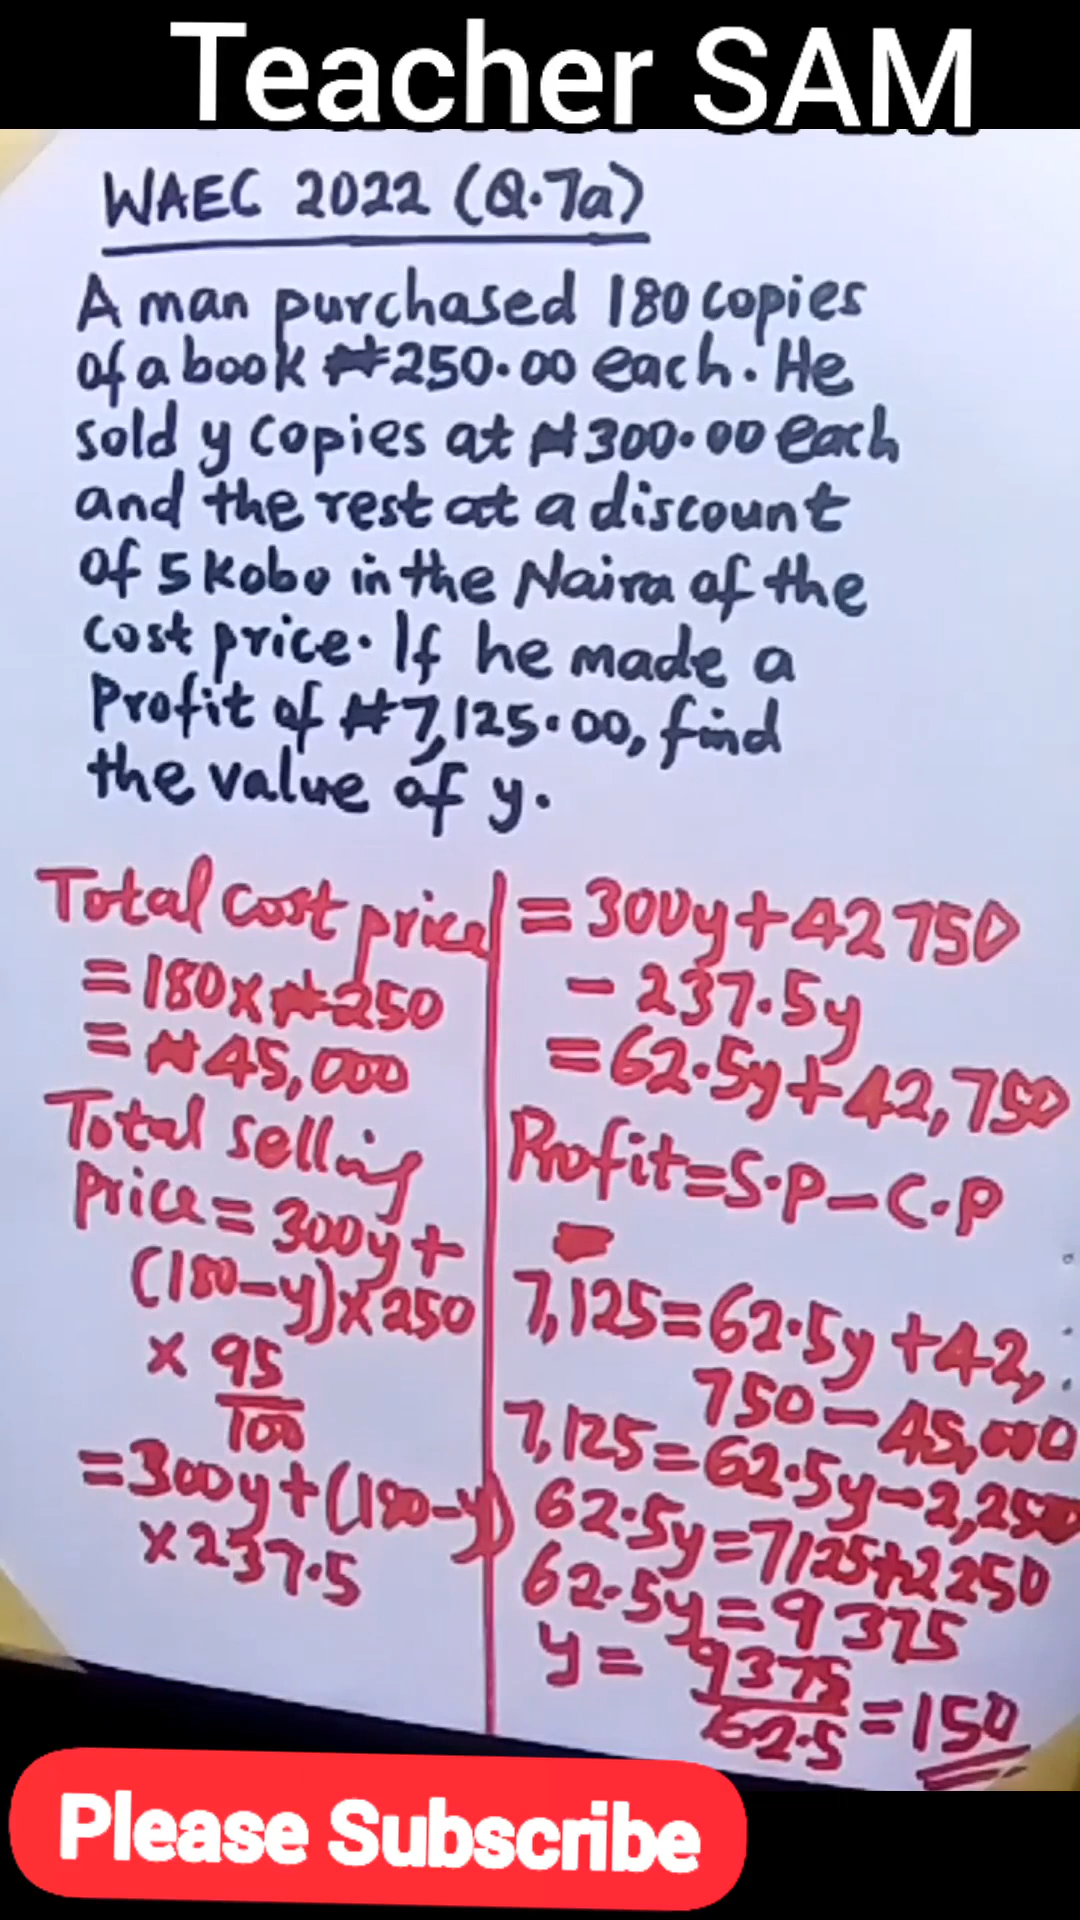 Teacher SAM
WAEC 2022 (Q.7a)
A man purchased 180 copies
of a book ₦250.00 each. He
sold y copies at ₦300.00 each
and the rest at a discount
of 5 kobo in the Naira of the
cost price. If he made a
Profit of ₦7,125.00, find
the value of y.
Total cost price
=180x₦250
=₦45,000
Total selling
Price=300y+
(180-y)x250
x 95
100
=300y+(180-y)
x237.5
=300y+42750
-237.5y
=62.5y+42,750
Profit=S.P-C.P
7,125=62.5y+42,
750-45,000
7,125=62.5y-2,250
62.5y=7125+2250
62.5y=9375
y= 9375
62.5 =150
Please Subscribe